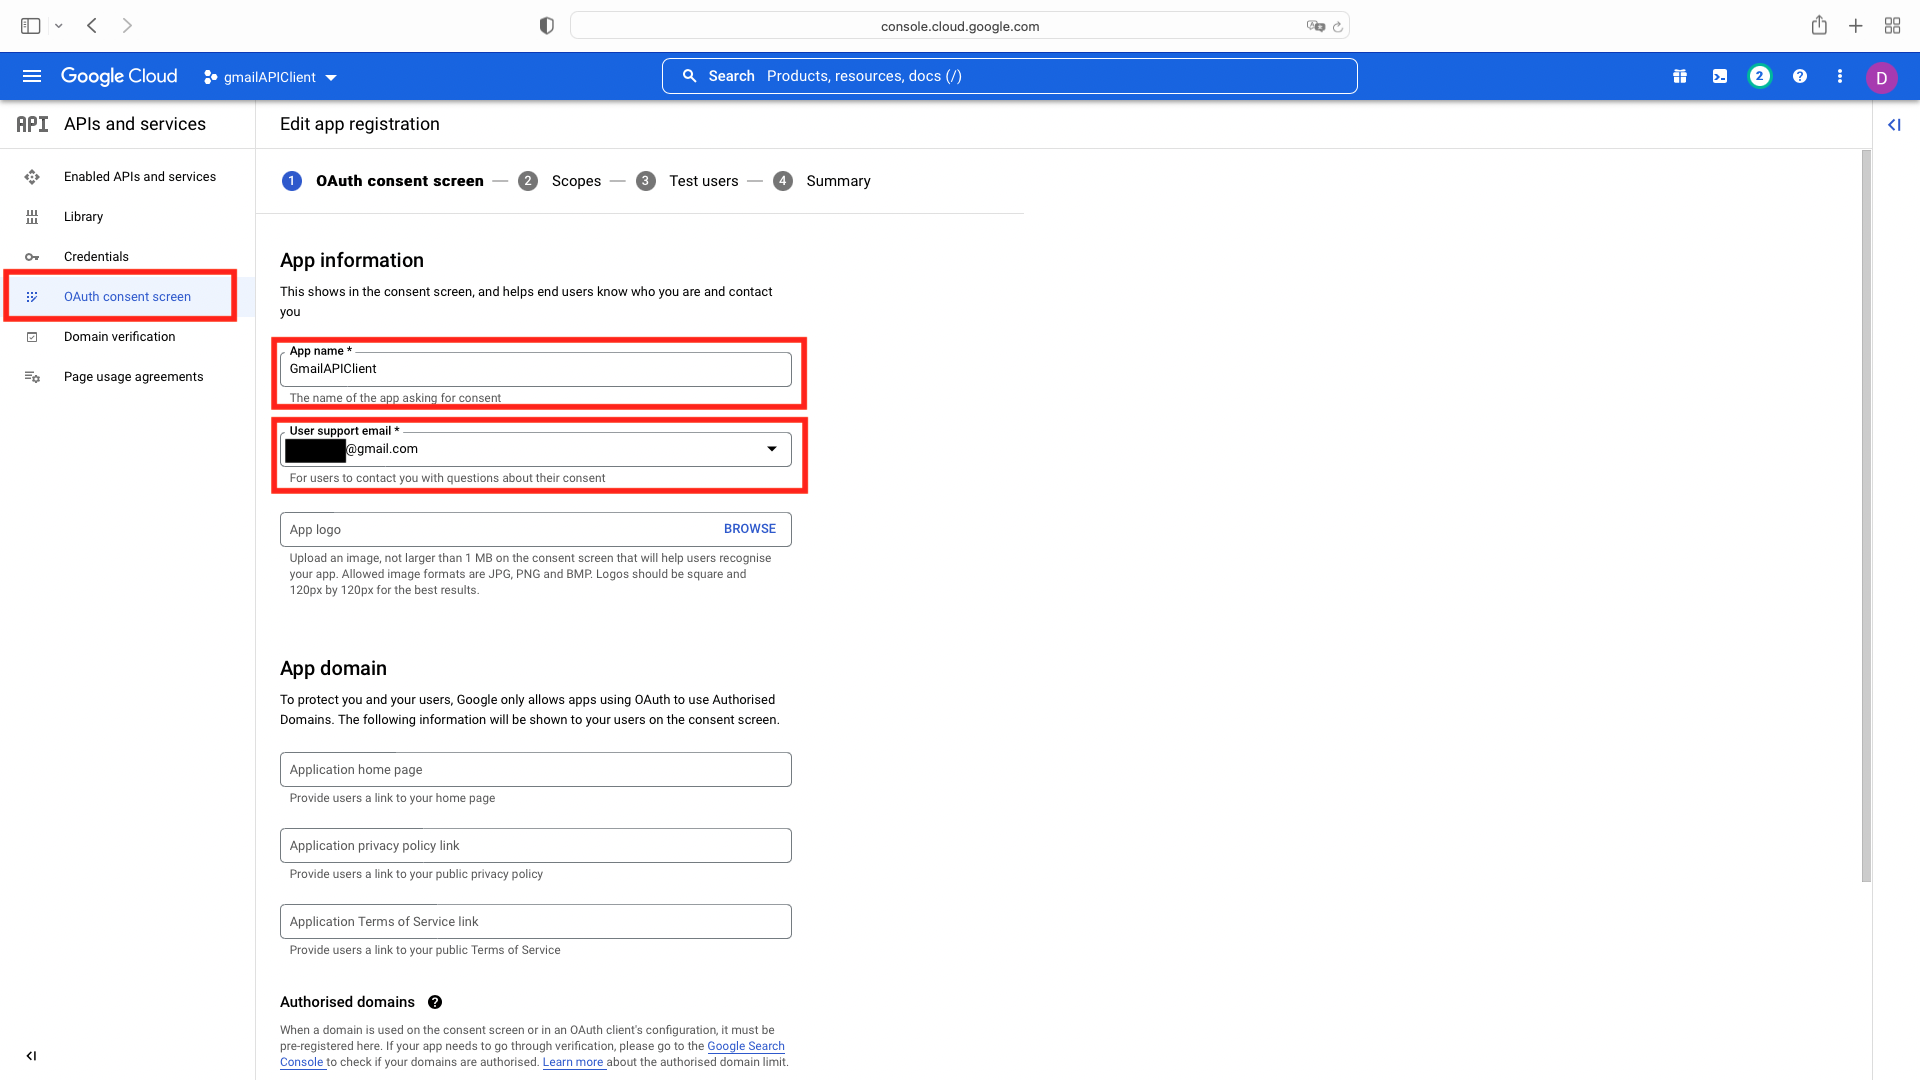 console.cloud.google.com
Google Cloud
gmailAPIClient
Search Products, resources, docs (/)
2
D
API APIs and services
Edit app registration
Enabled APIs and services
Library
Credentials
OAuth consent screen
Domain verification
Page usage agreements
1 OAuth consent screen — 2 Scopes — 3 Test users — 4 Summary
App information
This shows in the consent screen, and helps end users know who you are and contact
you
App name *
GmailAPIClient
The name of the app asking for consent
User support email *
@gmail.com
For users to contact you with questions about their consent
App logo
BROWSE
Upload an image, not larger than 1 MB on the consent screen that will help users recognise
your app. Allowed image formats are JPG, PNG and BMP. Logos should be square and
120px by 120px for the best results.
App domain
To protect you and your users, Google only allows apps using OAuth to use Authorised
Domains. The following information will be shown to your users on the consent screen.
Application home page
Provide users a link to your home page
Application privacy policy link
Provide users a link to your public privacy policy
Application Terms of Service link
Provide users a link to your public Terms of Service
Authorised domains ?
When a domain is used on the consent screen or in an OAuth client's configuration, it must be
pre-registered here. If your app needs to go through verification, please go to the Google Search
Console to check if your domains are authorised. Learn more about the authorised domain limit.